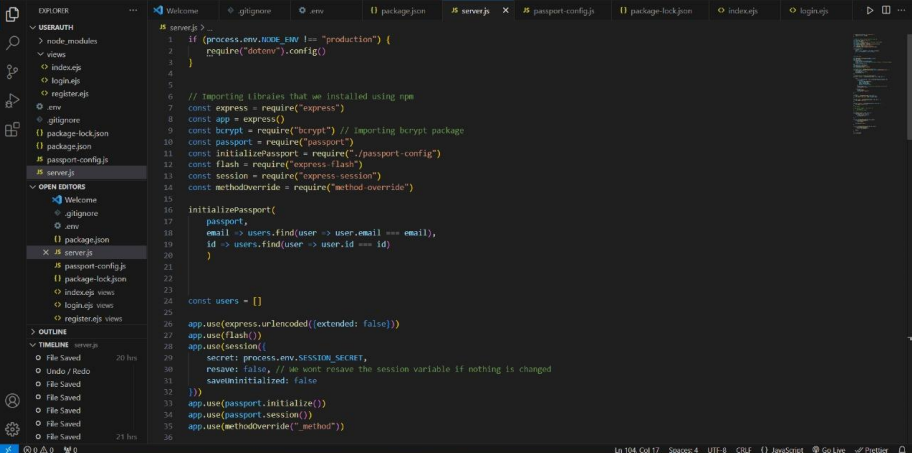 EXPLORER
USERAUTH
node_modules
views
index.ejs
login.ejs
register.ejs
.env
.gitignore
package-lock.json
package.json
passport-config.js
server.js
OPEN EDITORS
Welcome
.gitignore
.env
package.json
server.js
passport-config.js
package-lock.json
index.ejs views
login.ejs views
register.ejs views
OUTLINE
TIMELINE server.js
File Saved 20 hrs
Undo / Redo
File Saved
File Saved
File Saved
File Saved
File Saved 21 hrs
Welcome .gitignore .env package.json server.js passport-config.js package-lock.json index.ejs login.ejs
JS server.js > ...
1 if (process.env.NODE_ENV !== "production") {
2 require("dotenv").config()
3 }
4
5
6 // Importing Libraies that we installed using npm
7 const express = require("express")
8 const app = express()
9 const bcrypt = require("bcrypt") // Importing bcrypt package
10 const passport = require("passport")
11 const initializePassport = require("./passport-config")
12 const flash = require("express-flash")
13 const session = require("express-session")
14 const methodOverride = require("method-override")
15
16 initializePassport(
17 passport,
18 email => users.find(user => user.email === email),
19 id => users.find(user => user.id === id)
20 )
21
22
23
24 const users = []
25
26 app.use(express.urlencoded({extended: false}))
27 app.use(flash())
28 app.use(session({
29 secret: process.env.SESSION_SECRET,
30 resave: false, // We wont resave the session variable if nothing is changed
31 saveUninitialized: false
32 }))
33 app.use(passport.initialize())
34 app.use(passport.session())
35 app.use(methodOverride("_method"))
36
0 0 0 Ln 104, Col 17 Spaces: 4 UTF-8 CRLF {} JavaScript Go Live Prettier